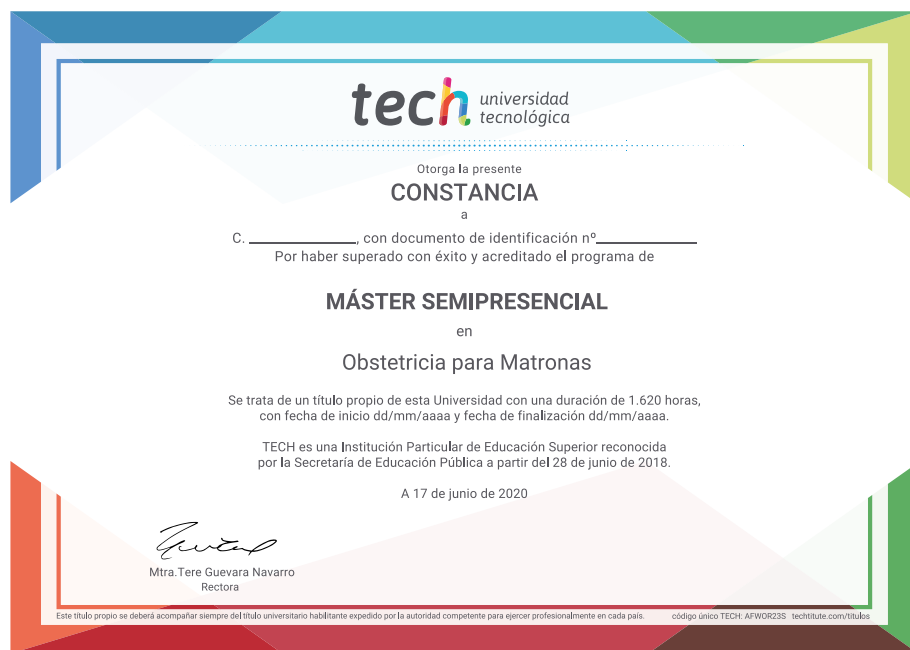 tech universidad
tecnológica
Otorga la presente
CONSTANCIA
a
C. ____________, con documento de identificación nº____________
Por haber superado con éxito y acreditado el programa de
MÁSTER SEMIPRESENCIAL
en
Obstetricia para Matronas
Se trata de un título propio de esta Universidad con una duración de 1.620 horas,
con fecha de inicio dd/mm/aaaa y fecha de finalización dd/mm/aaaa.
TECH es una Institución Particular de Educación Superior reconocida
por la Secretaría de Educación Pública a partir del 28 de junio de 2018.
A 17 de junio de 2020
Mtra.Tere Guevara Navarro
Rectora
Este título propio se deberá acompañar siempre del título universitario habilitante expedido por la autoridad competente para ejercer profesionalmente en cada país. código único TECH: AFWOR23S techtitute.com/titulos